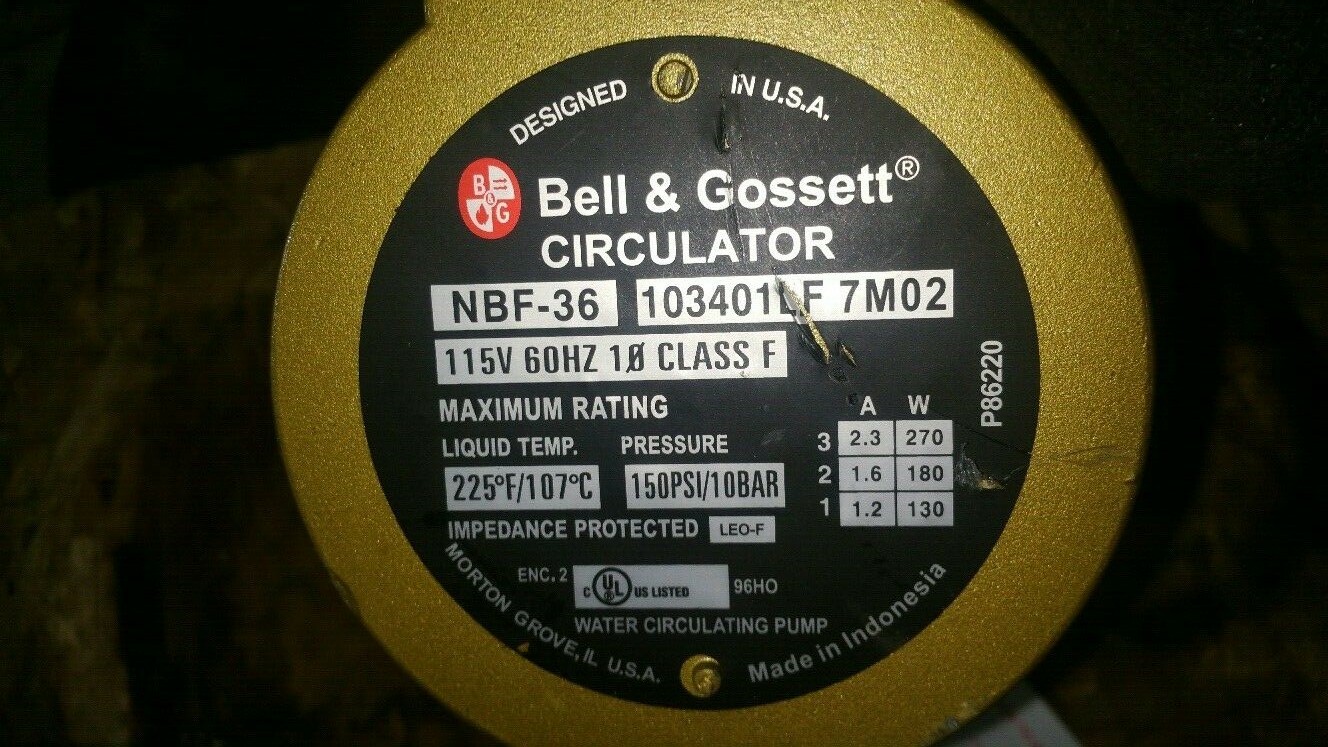 DESIGNED IN U.S.A.
B & G
Bell & Gossett®
CIRCULATOR
NBF-36 103401LF 7M02
115V 60HZ 1Ø CLASS F
P86220
MAXIMUM RATING
A W
LIQUID TEMP. PRESSURE
3 2.3 270
225°F/107°C 150PSI/10BAR
2 1.6 180
1 1.2 130
IMPEDANCE PROTECTED LEO-F
ENC. 2 c UL US LISTED 96HO
WATER CIRCULATING PUMP
MORTON GROVE, IL U.S.A.
Made in Indonesia